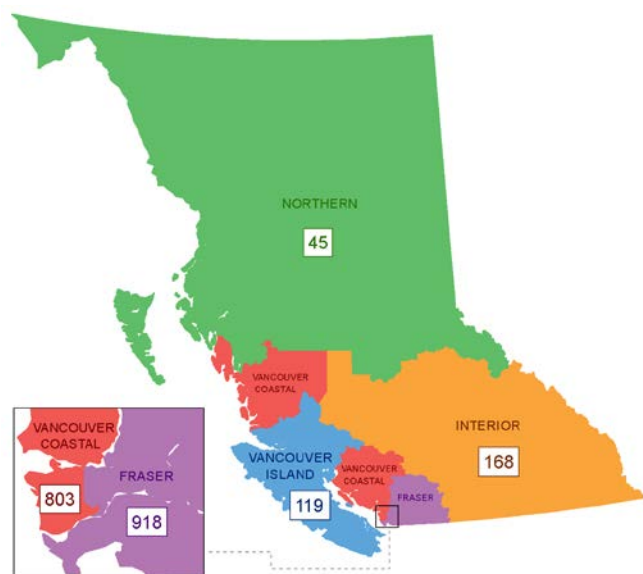 NORTHERN
45
VANCOUVER
COASTAL
INTERIOR
168
VANCOUVER
ISLAND
119
VANCOUVER
COASTAL
FRASER
VANCOUVER
COASTAL
803
FRASER
918